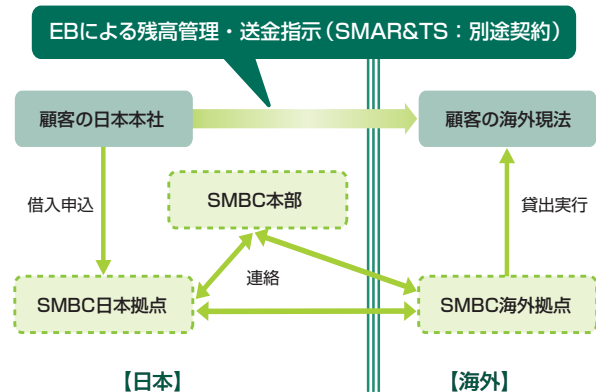 EBによる残高管理・送金指示（SMAR&TS：別途契約）
顧客の日本本社
顧客の海外現法
借入申込
SMBC本部
貸出実行
連絡
SMBC日本拠点
SMBC海外拠点
【日本】
【海外】